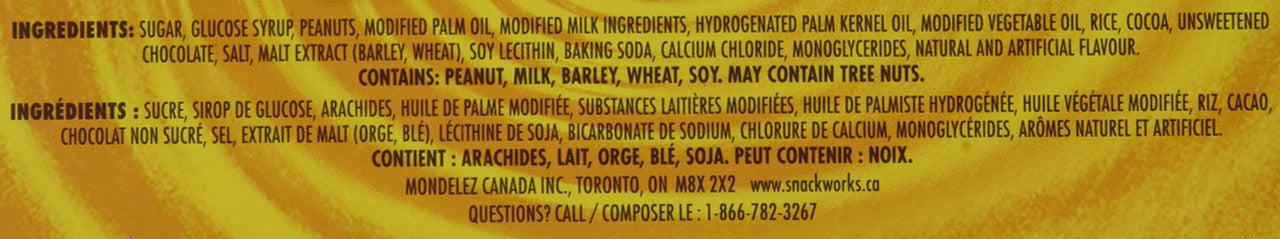 INGREDIENTS: SUGAR, GLUCOSE SYRUP, PEANUTS, MODIFIED PALM OIL, MODIFIED MILK INGREDIENTS, HYDROGENATED PALM KERNEL OIL, MODIFIED VEGETABLE OIL, RICE, COCOA, UNSWEETENED
CHOCOLATE, SALT, MALT EXTRACT (BARLEY, WHEAT), SOY LECITHIN, BAKING SODA, CALCIUM CHLORIDE, MONOGLYCERIDES, NATURAL AND ARTIFICIAL FLAVOUR.
CONTAINS: PEANUT, MILK, BARLEY, WHEAT, SOY. MAY CONTAIN TREE NUTS.
INGRÉDIENTS : SUCRE, SIROP DE GLUCOSE, ARACHIDES, HUILE DE PALME MODIFIÉE, SUBSTANCES LAITIÈRES MODIFIÉES, HUILE DE PALMISTE HYDROGÉNÉE, HUILE VÉGÉTALE MODIFIÉE, RIZ, CACAO,
CHOCOLAT NON SUCRÉ, SEL, EXTRAIT DE MALT (ORGE, BLÉ), LÉCITHINE DE SOJA, BICARBONATE DE SODIUM, CHLORURE DE CALCIUM, MONOGLYCÉRIDES, ARÔMES NATUREL ET ARTIFICIEL.
CONTIENT : ARACHIDES, LAIT, ORGE, BLÉ, SOJA. PEUT CONTENIR : NOIX.
MONDELEZ CANADA INC., TORONTO, ON M8X 2X2 www.snackworks.ca
QUESTIONS? CALL / COMPOSER LE : 1-866-782-3267